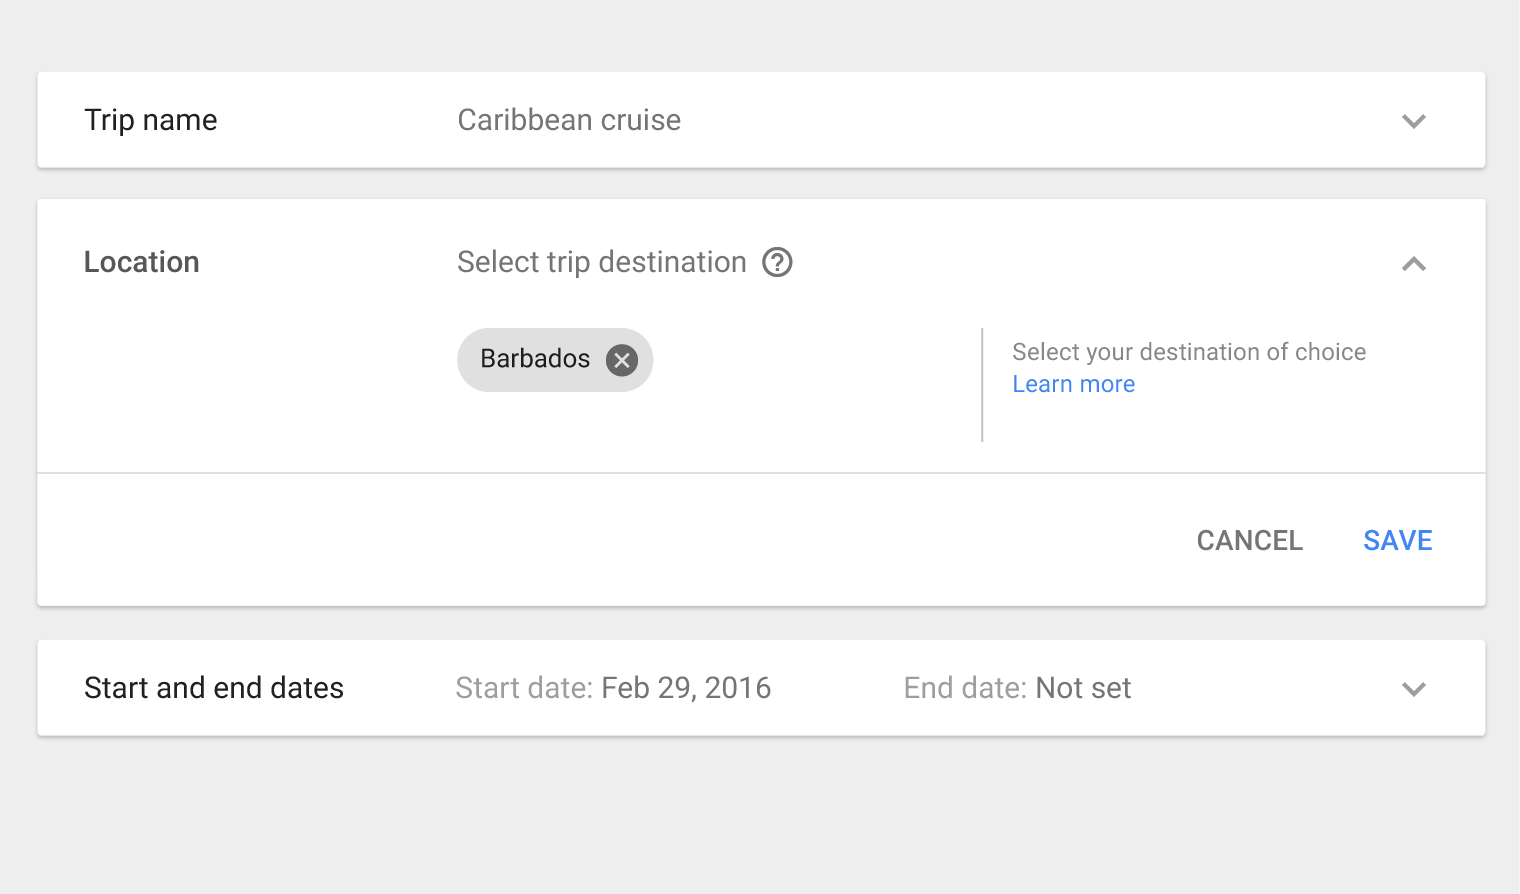 Trip name Caribbean cruise
Location Select trip destination
Barbados
Select your destination of choice
Learn more
CANCEL SAVE
Start and end dates Start date: Feb 29, 2016 End date: Not set